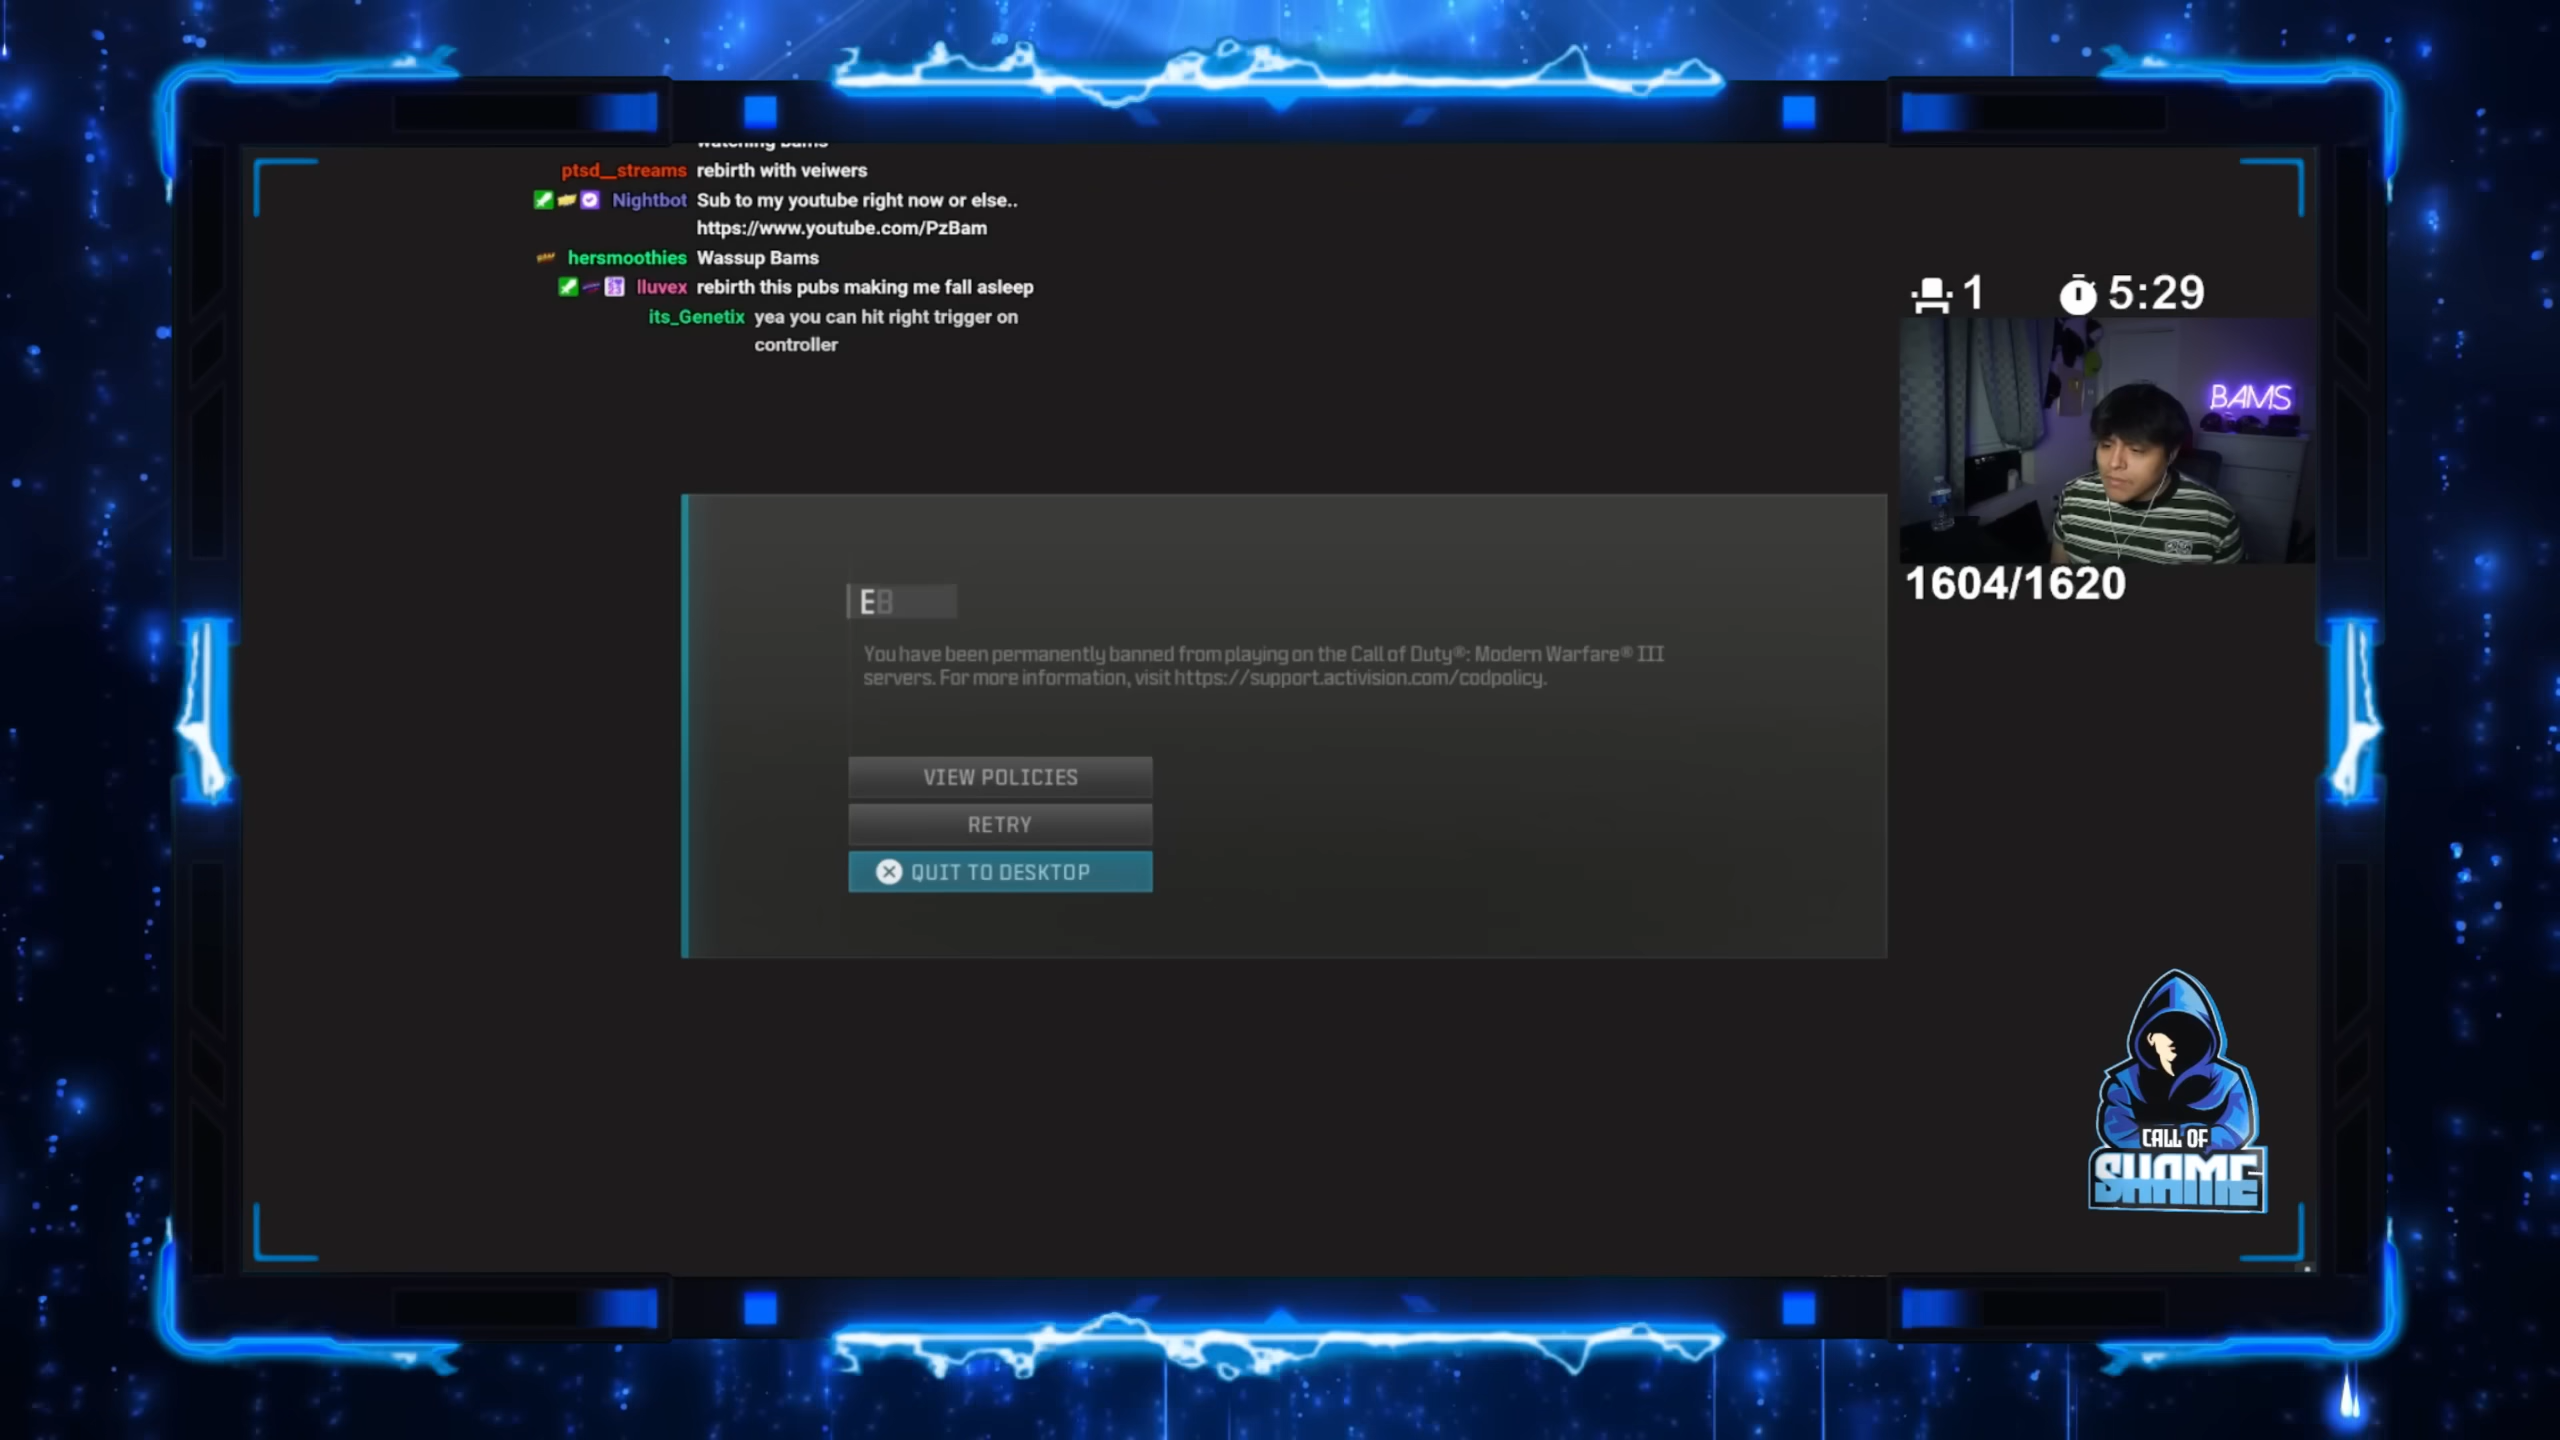 watching bams
ptsd__streams rebirth with veiwers
Nightbot Sub to my youtube right now or else..
https://www.youtube.com/PzBam
hersmoothies Wassup Bams
lluvex rebirth this pubs making me fall asleep
its_Genetix yea you can hit right trigger on
controller
1 5:29
BAMS
1604/1620
You have been permanently banned from playing on the Call of Duty®: Modern Warfare® III
servers. For more information, visit https://support.activision.com/codpolicy.
VIEW POLICIES
RETRY
QUIT TO DESKTOP
CALL OF
SHAME